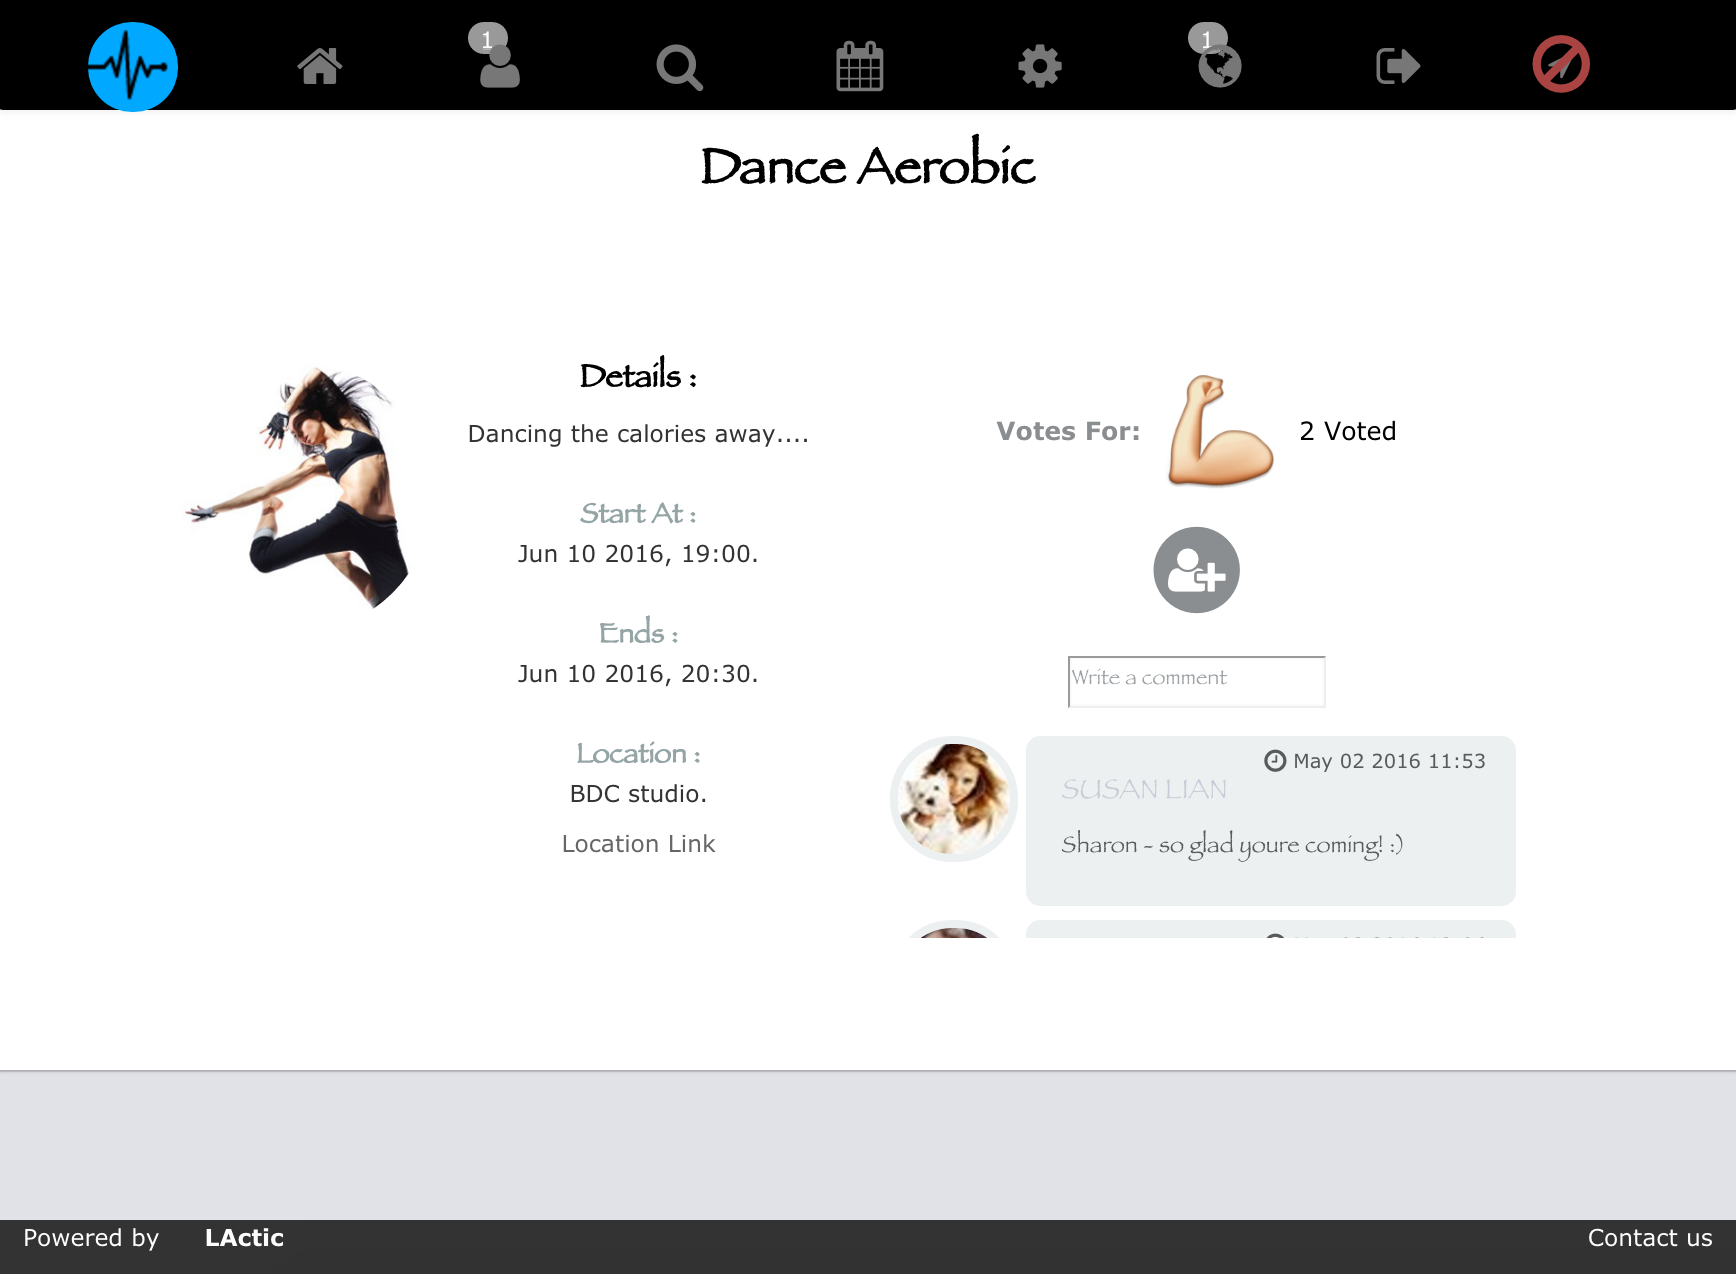 1
1
Dance Aerobic
Details :
Dancing the calories away....
Start At :
Jun 10 2016, 19:00.
Ends :
Jun 10 2016, 20:30.
Location :
BDC studio.
Location Link
Votes For:
2 Voted
Write a comment
May 02 2016 11:53
SUSAN LIAN
Sharon - so glad youre coming! :)
Powered by LActic
Contact us